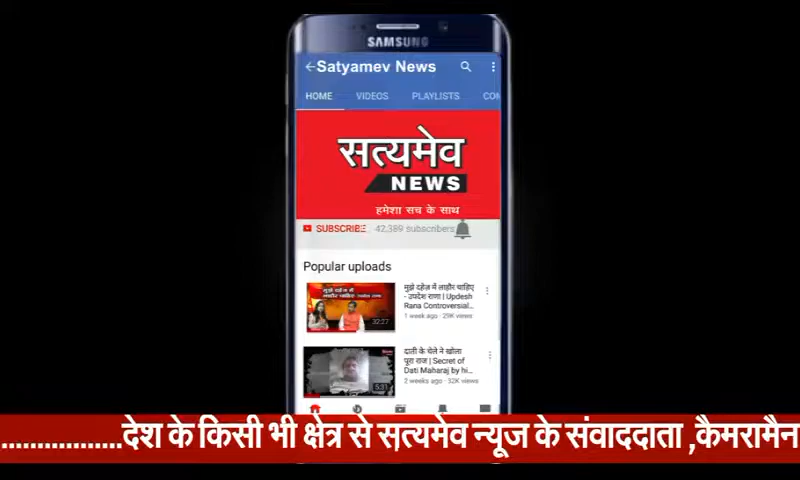 SAMSUNG
←Satyamev News
HOME VIDEOS PLAYLISTS CON
सत्यमेव
NEWS
हमेशा सच के साथ
SUBSCRIBE 42,389 subscribers
Popular uploads
मुझे दहेज़ में लाहौर चाहिए
- उपदेश राणा | Updesh
Rana Controversial...
1 week ago · 29K views
32:27
दाती के चेले ने खोला
पूरा राज | Secret of
Dati Maharaj by hi...
2 weeks ago · 32K views
5:31
.................देश के किसी भी क्षेत्र से सत्यमेव न्यूज के संवाददाता ,कैमरामैन